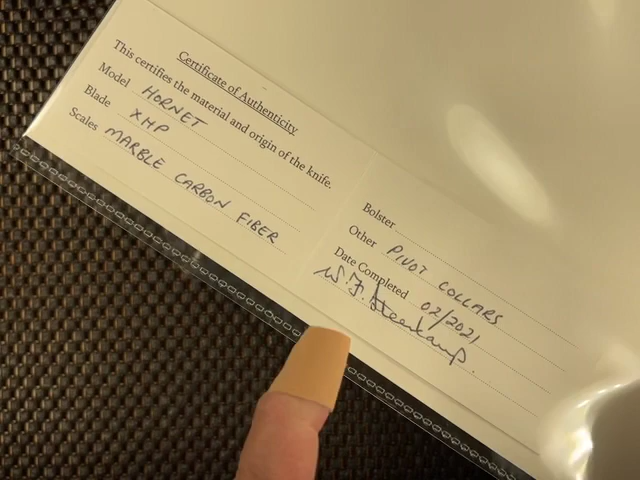 Certificate of Authenticity
This certifies the material and origin of the knife.
Model HORNET
Blade XHP
Scales MARBLE CARBON FIBER
Bolster
Other PIVOT COLLARS
Date Completed 02/2021
W. J. Steenkamp.